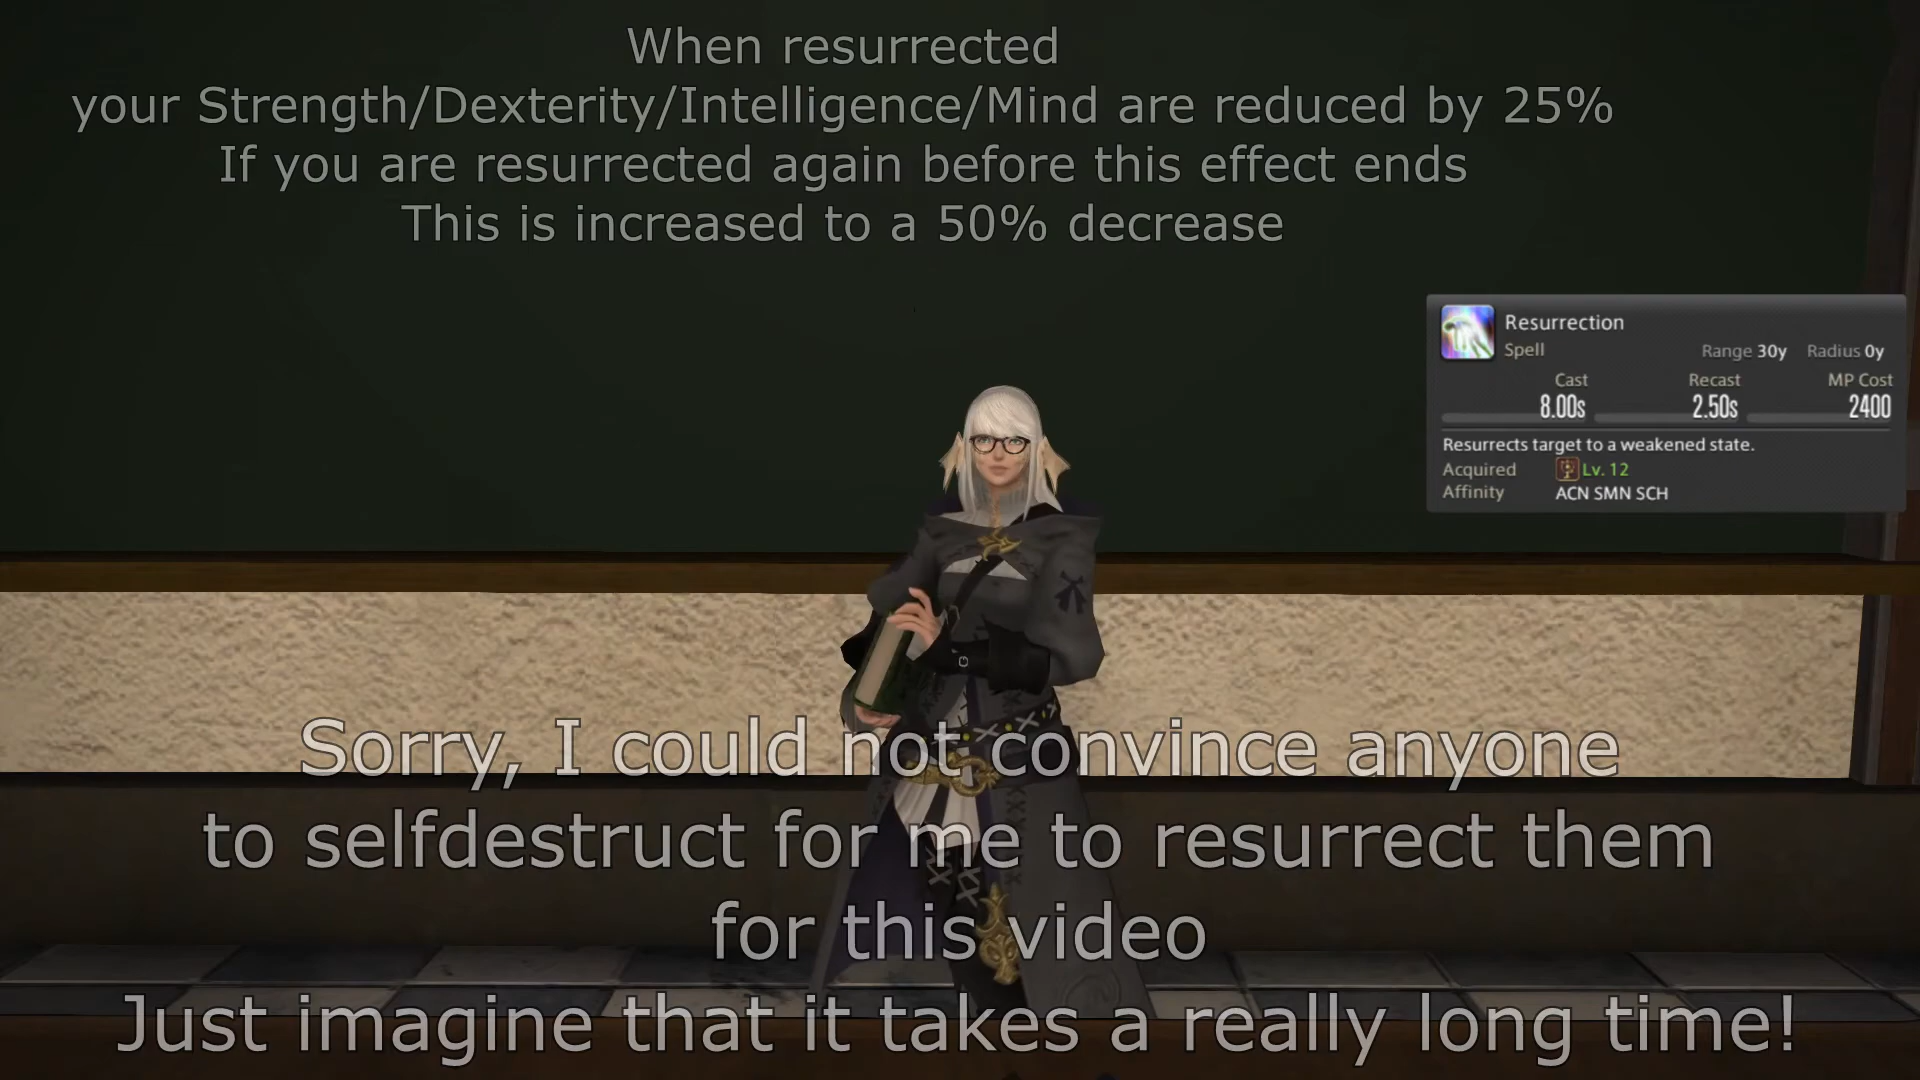 When resurrected
your Strength/Dexterity/Intelligence/Mind are reduced by 25%
If you are resurrected again before this effect ends
This is increased to a 50% decrease
Resurrection
Spell
Range 30y Radius 0y
Cast Recast MP Cost
8.00s 2.50s 2400
Resurrects target to a weakened state.
Acquired Lv. 12
Affinity ACN SMN SCH
Sorry, I could not convince anyone
to selfdestruct for me to resurrect them
for this video
Just imagine that it takes a really long time!